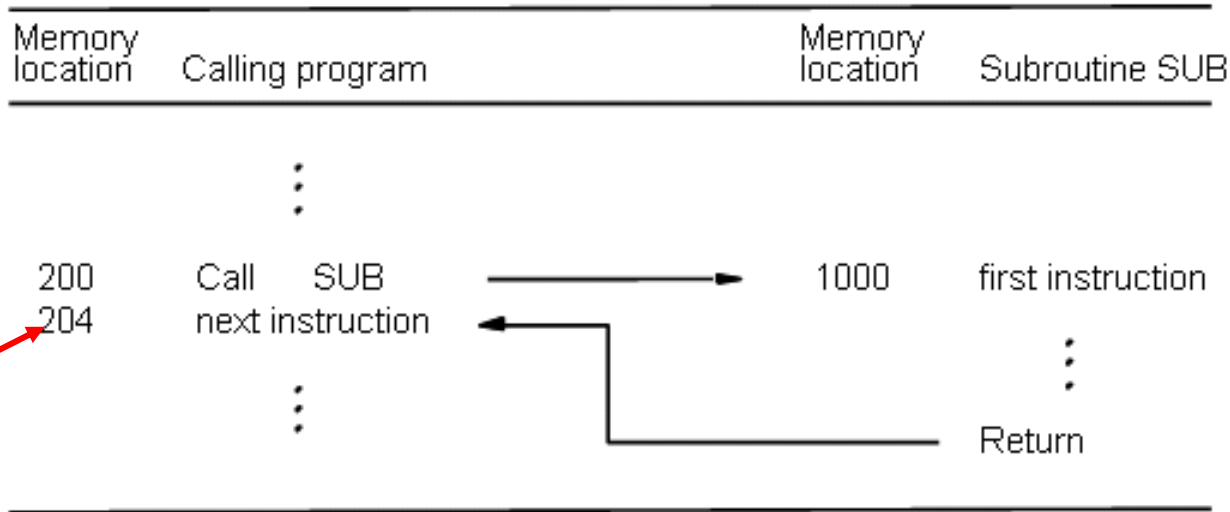 Memory location Calling program Memory location Subroutine SUB
200 Call SUB 1000 first instruction
204 next instruction
Return